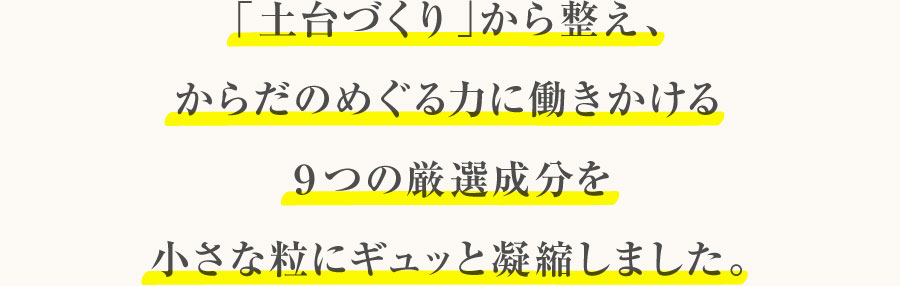 「土台づくり」から整え、
からだのめぐる力に働きかける
9つの厳選成分を
小さな粒にギュッと凝縮しました。